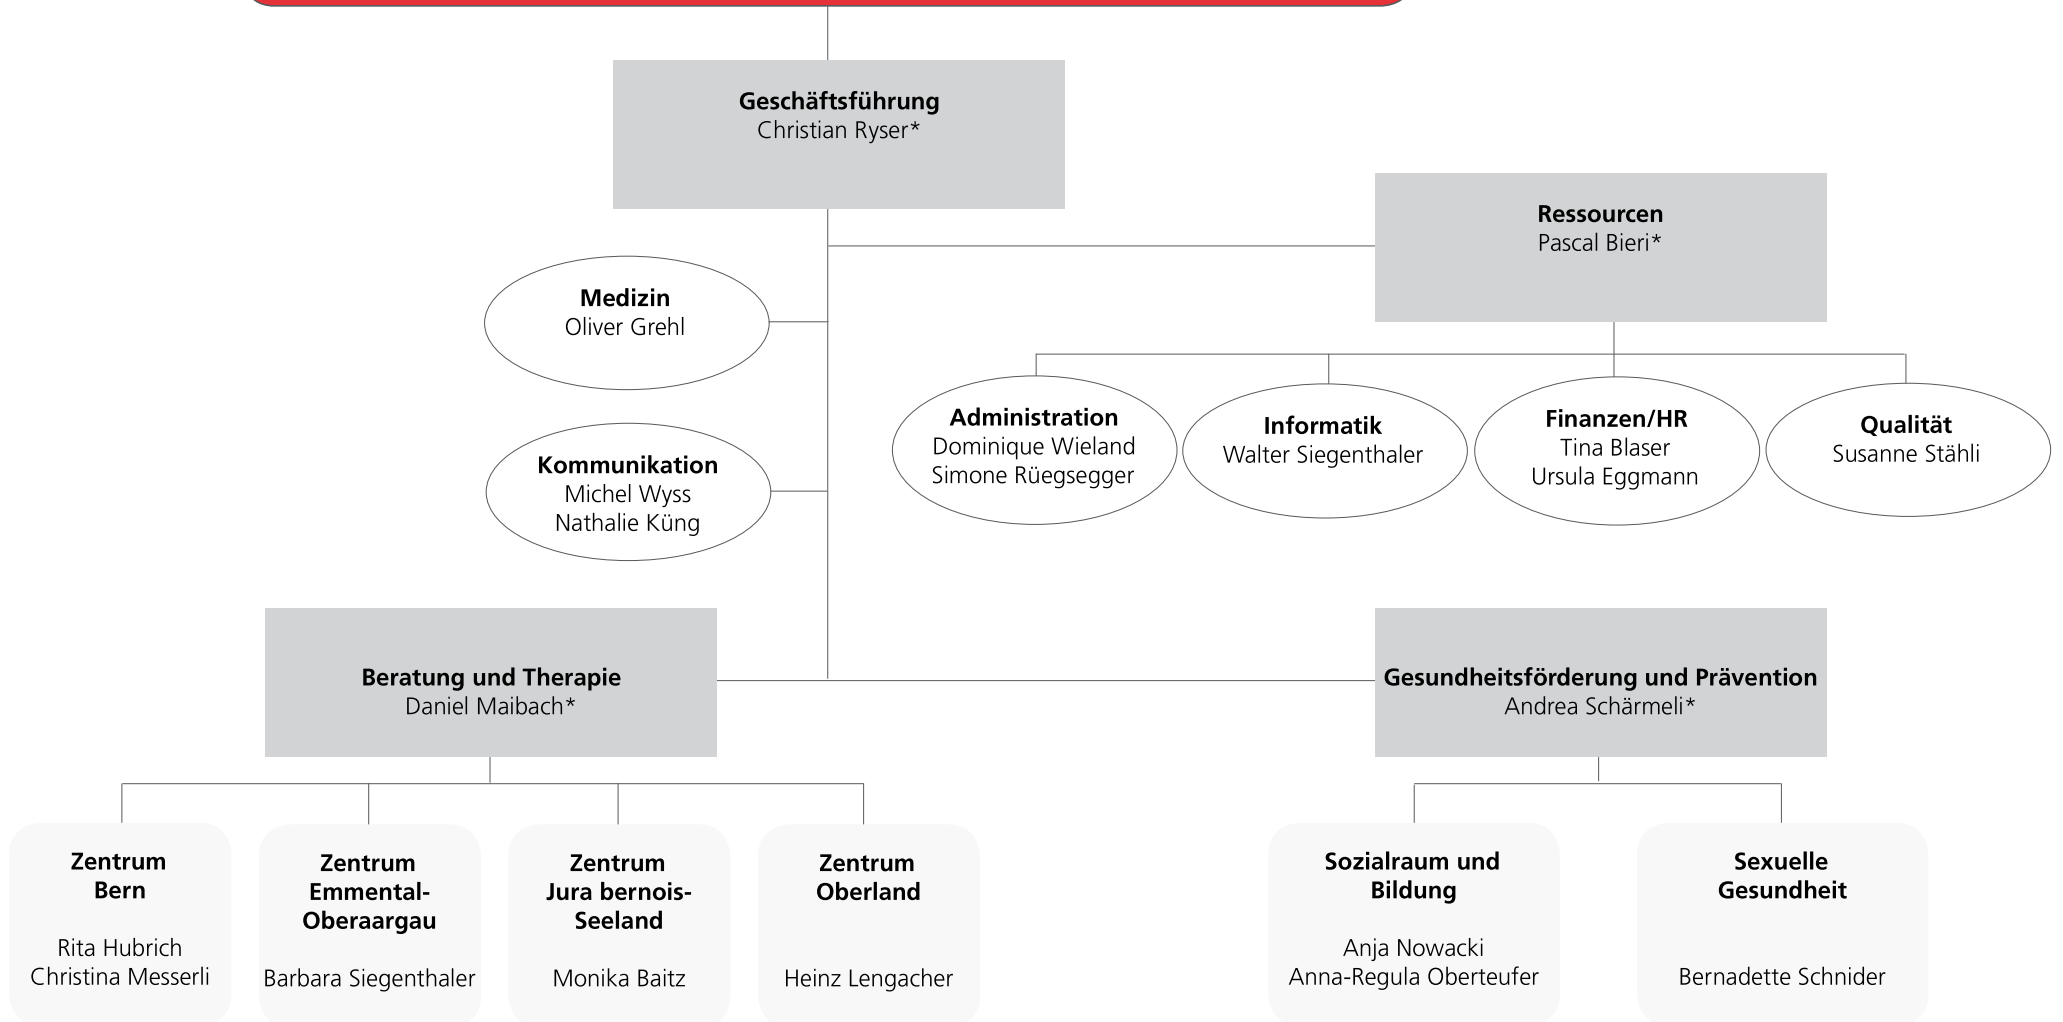 Geschäftsführung
Christian Ryser*
Ressourcen
Pascal Bieri*
Medizin
Oliver Grehl
Kommunikation
Michel Wyss
Nathalie Küng
Administration
Dominique Wieland
Simone Rüegsegger
Informatik
Walter Siegenthaler
Finanzen/HR
Tina Blaser
Ursula Eggmann
Qualität
Susanne Stähli
Beratung und Therapie
Daniel Maibach*
Gesundheitsförderung und Prävention
Andrea Schärmeli*
Zentrum
Bern
Rita Hubrich
Christina Messerli
Zentrum
Emmental-
Oberaargau
Barbara Siegenthaler
Zentrum
Jura bernois-
Seeland
Monika Baitz
Zentrum
Oberland
Heinz Lengacher
Sozialraum und
Bildung
Anja Nowacki
Anna-Regula Oberteufer
Sexuelle
Gesundheit
Bernadette Schnider